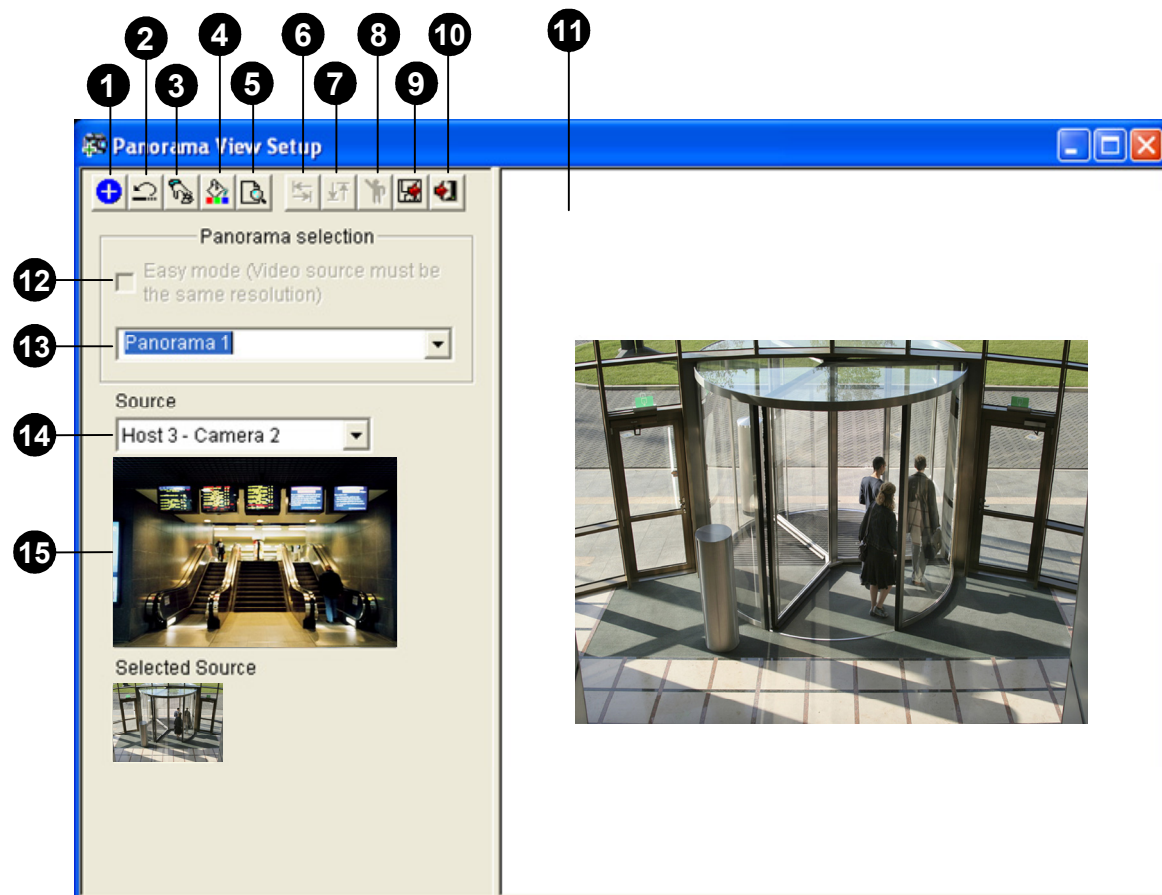 2
4
6
8
10
11
1
3
5
7
9
Panorama View Setup
Panorama selection
12
Easy mode (Video source must be
the same resolution)
13
Panorama 1
Source
14
Host 3 - Camera 2
15
Selected Source